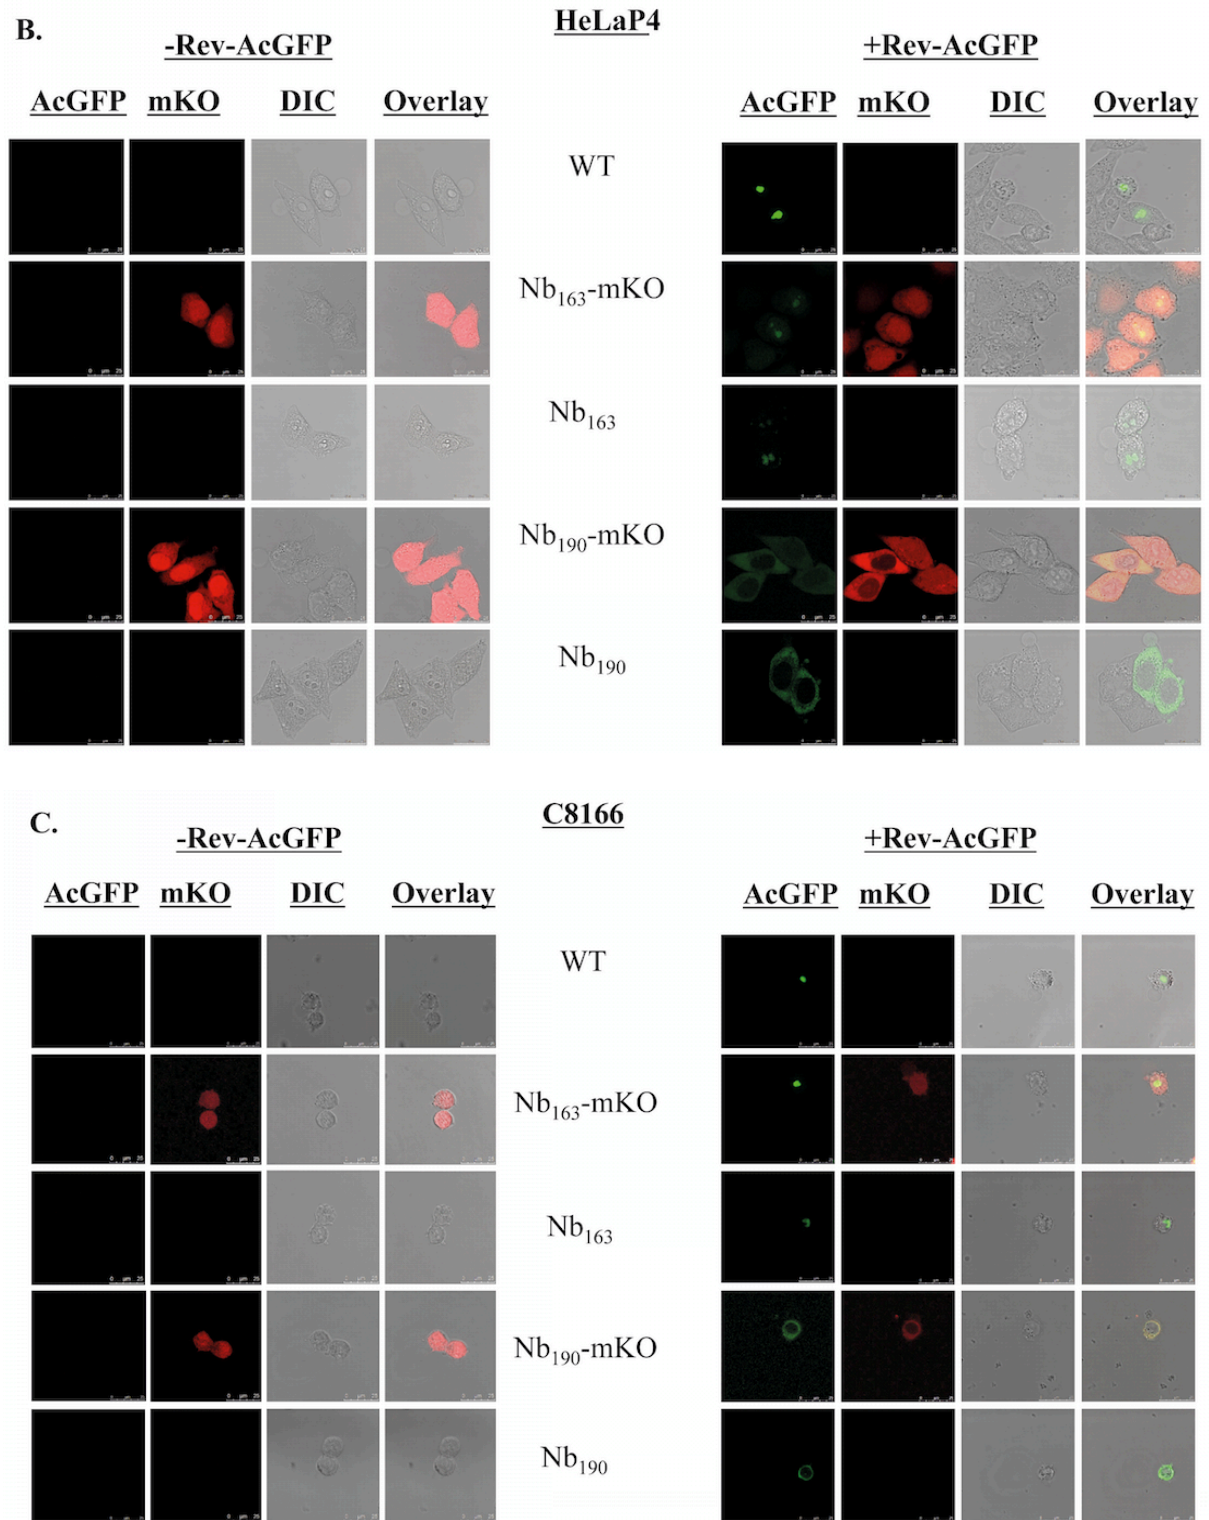 B.
HeLaP4
-Rev-AcGFP
+Rev-AcGFP
AcGFP mKO DIC Overlay
AcGFP mKO DIC Overlay
WT
Nb163-mKO
Nb163
Nb190-mKO
Nb190
C.
C8166
-Rev-AcGFP
+Rev-AcGFP
AcGFP mKO DIC Overlay
AcGFP mKO DIC Overlay
WT
Nb163-mKO
Nb163
Nb190-mKO
Nb190